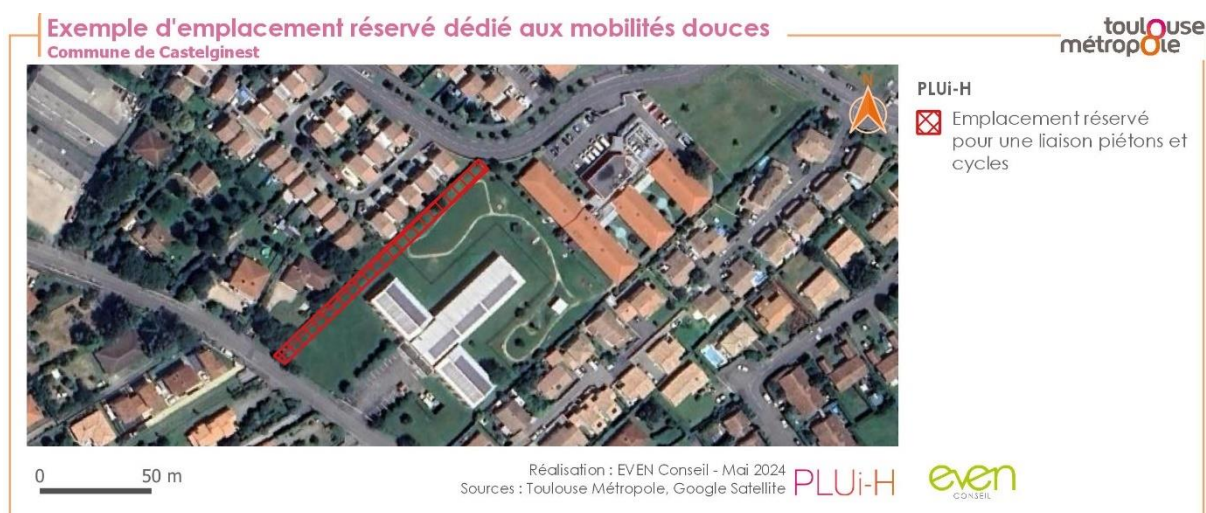 Exemple d'emplacement réservé dédié aux mobilités douces
Commune de Castelginest
toulouse
métropole
N
PLUi-H
Emplacement réservé
pour une liaison piétons et
cycles
0 50 m
Réalisation : EVEN Conseil - Mai 2024
Sources : Toulouse Métropole, Google Satellite
PLUi-H
even
CONSEIL